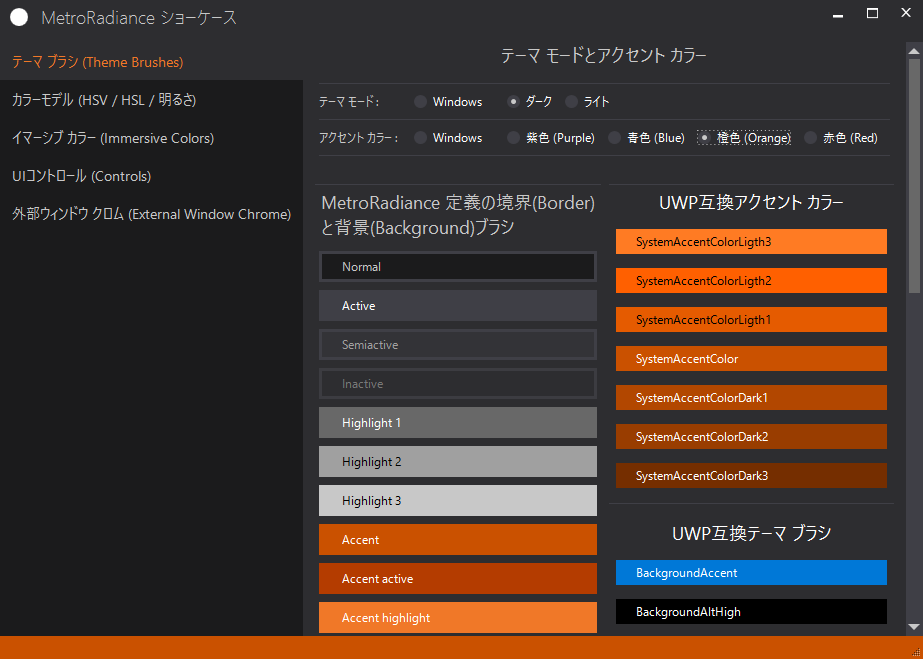 MetroRadiance ショーケース
テーマ ブラシ (Theme Brushes)
カラーモデル (HSV / HSL / 明るさ)
イマーシブ カラー (Immersive Colors)
UIコントロール (Controls)
外部ウィンドウ クロム (External Window Chrome)
テーマ モードとアクセント カラー
テーマ モード: Windows ダーク ライト
アクセント カラー: Windows 紫色 (Purple) 青色 (Blue) 橙色 (Orange) 赤色 (Red)
MetroRadiance 定義の境界(Border)
と背景(Background)ブラシ
Normal
Active
Semiactive
Inactive
Highlight 1
Highlight 2
Highlight 3
Accent
Accent active
Accent highlight
UWP互換アクセント カラー
SystemAccentColorLigth3
SystemAccentColorLigth2
SystemAccentColorLigth1
SystemAccentColor
SystemAccentColorDark1
SystemAccentColorDark2
SystemAccentColorDark3
UWP互換テーマ ブラシ
BackgroundAccent
BackgroundAltHigh